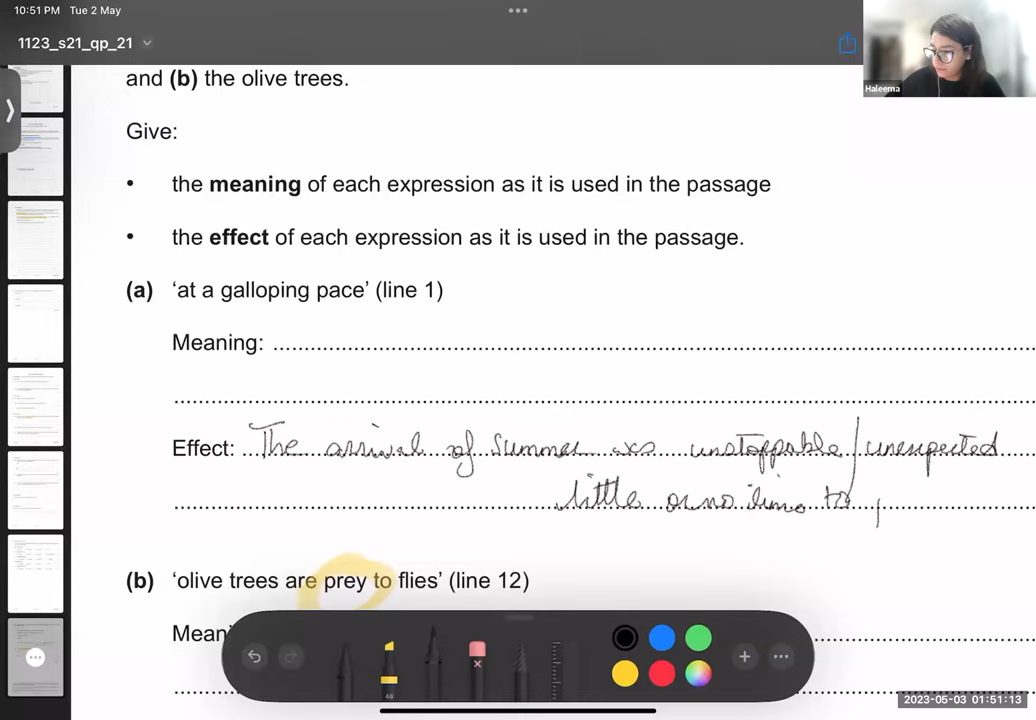 10:51 PM Tue 2 May
1123_s21_qp_21
Haleema
and (b) the olive trees.
Give:
• the meaning of each expression as it is used in the passage
• the effect of each expression as it is used in the passage.
(a) ‘at a galloping pace’ (line 1)
Meaning: ..........
Effect: The arrival of Summer was unstoppable/unexpected
little or no time to
(b) ‘olive trees are prey to flies’ (line 12)
Meani
48
2023-05-03 01:51:13